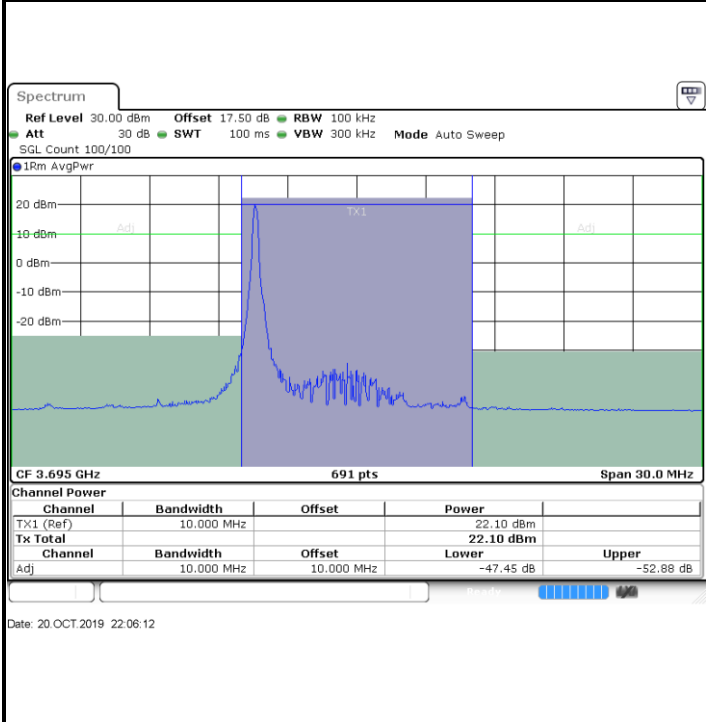 Spectrum
Ref Level 30.00 dBm Offset 17.50 dB RBW 100 kHz
Att 30 dB SWT 100 ms VBW 300 kHz Mode Auto Sweep
SGL Count 100/100
1Rm AvgPwr
20 dBm
TX1
Adj
Adj
10 dBm
0 dBm
-10 dBm
-20 dBm
CF 3.695 GHz 691 pts Span 30.0 MHz
Channel Power
Channel Bandwidth Offset Power
TX1 (Ref) 10.000 MHz 22.10 dBm
Tx Total 22.10 dBm
Channel Bandwidth Offset Lower Upper
Adj 10.000 MHz 10.000 MHz -47.45 dB -52.88 dB
Ready
Date: 20.OCT.2019 22:06:12